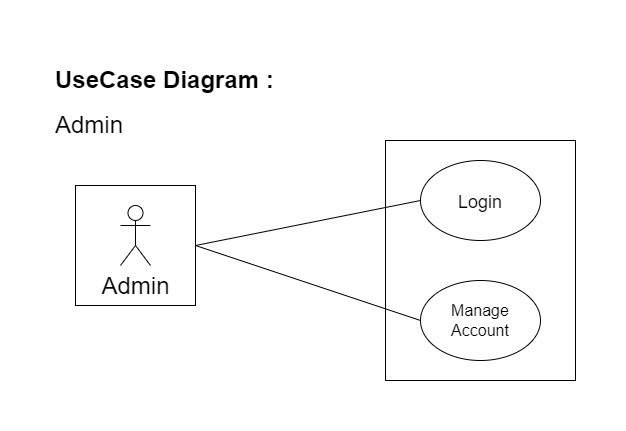 UseCase Diagram :
Admin
Admin
Login
Manage
Account